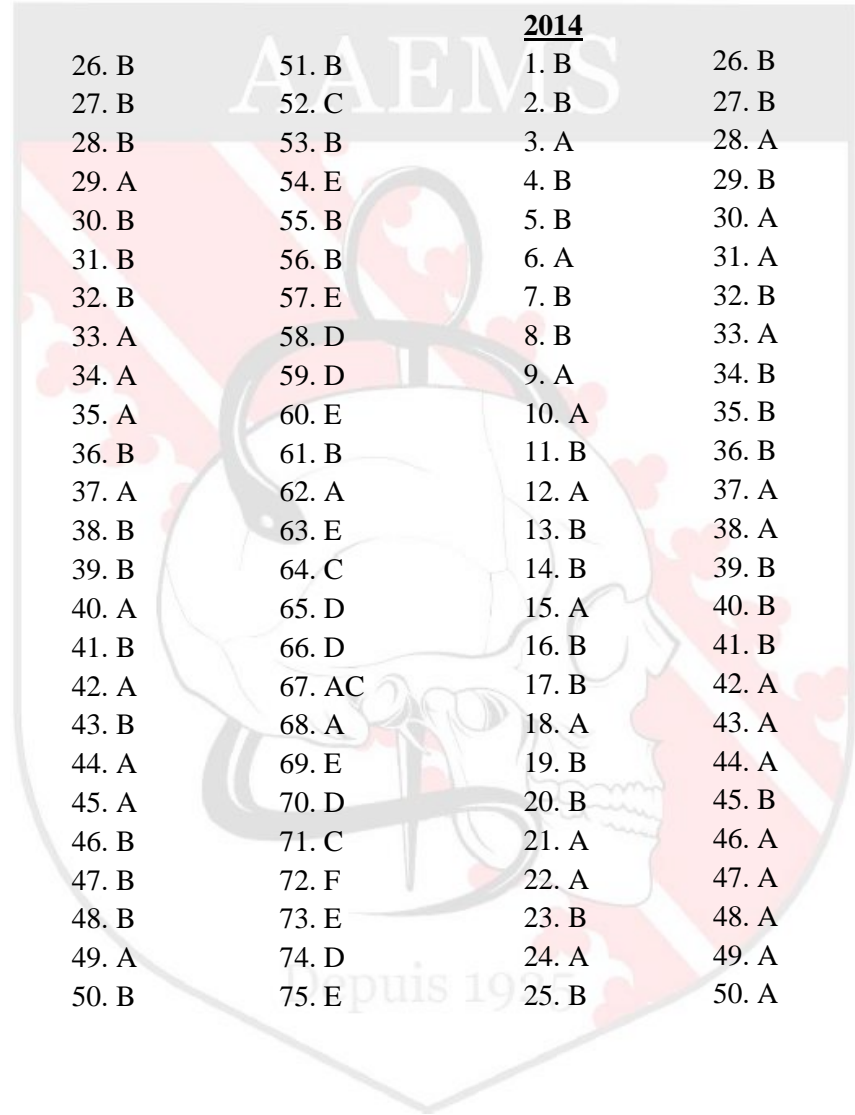 AAEMS
2014
26. B
27. B
28. B
29. A
30. B
31. B
32. B
33. A
34. A
35. A
36. B
37. A
38. B
39. B
40. A
41. B
42. A
43. B
44. A
45. A
46. B
47. B
48. B
49. A
50. B
51. B
52. C
53. B
54. E
55. B
56. B
57. E
58. D
59. D
60. E
61. B
62. A
63. E
64. C
65. D
66. D
67. AC
68. A
69. E
70. D
71. C
72. F
73. E
74. D
75. E
1. B
2. B
3. A
4. B
5. B
6. A
7. B
8. B
9. A
10. A
11. B
12. A
13. B
14. B
15. A
16. B
17. B
18. A
19. B
20. B
21. A
22. A
23. B
24. A
25. B
26. B
27. B
28. A
29. B
30. A
31. A
32. B
33. A
34. B
35. B
36. B
37. A
38. A
39. B
40. B
41. B
42. A
43. A
44. A
45. B
46. A
47. A
48. A
49. A
50. A
Depuis